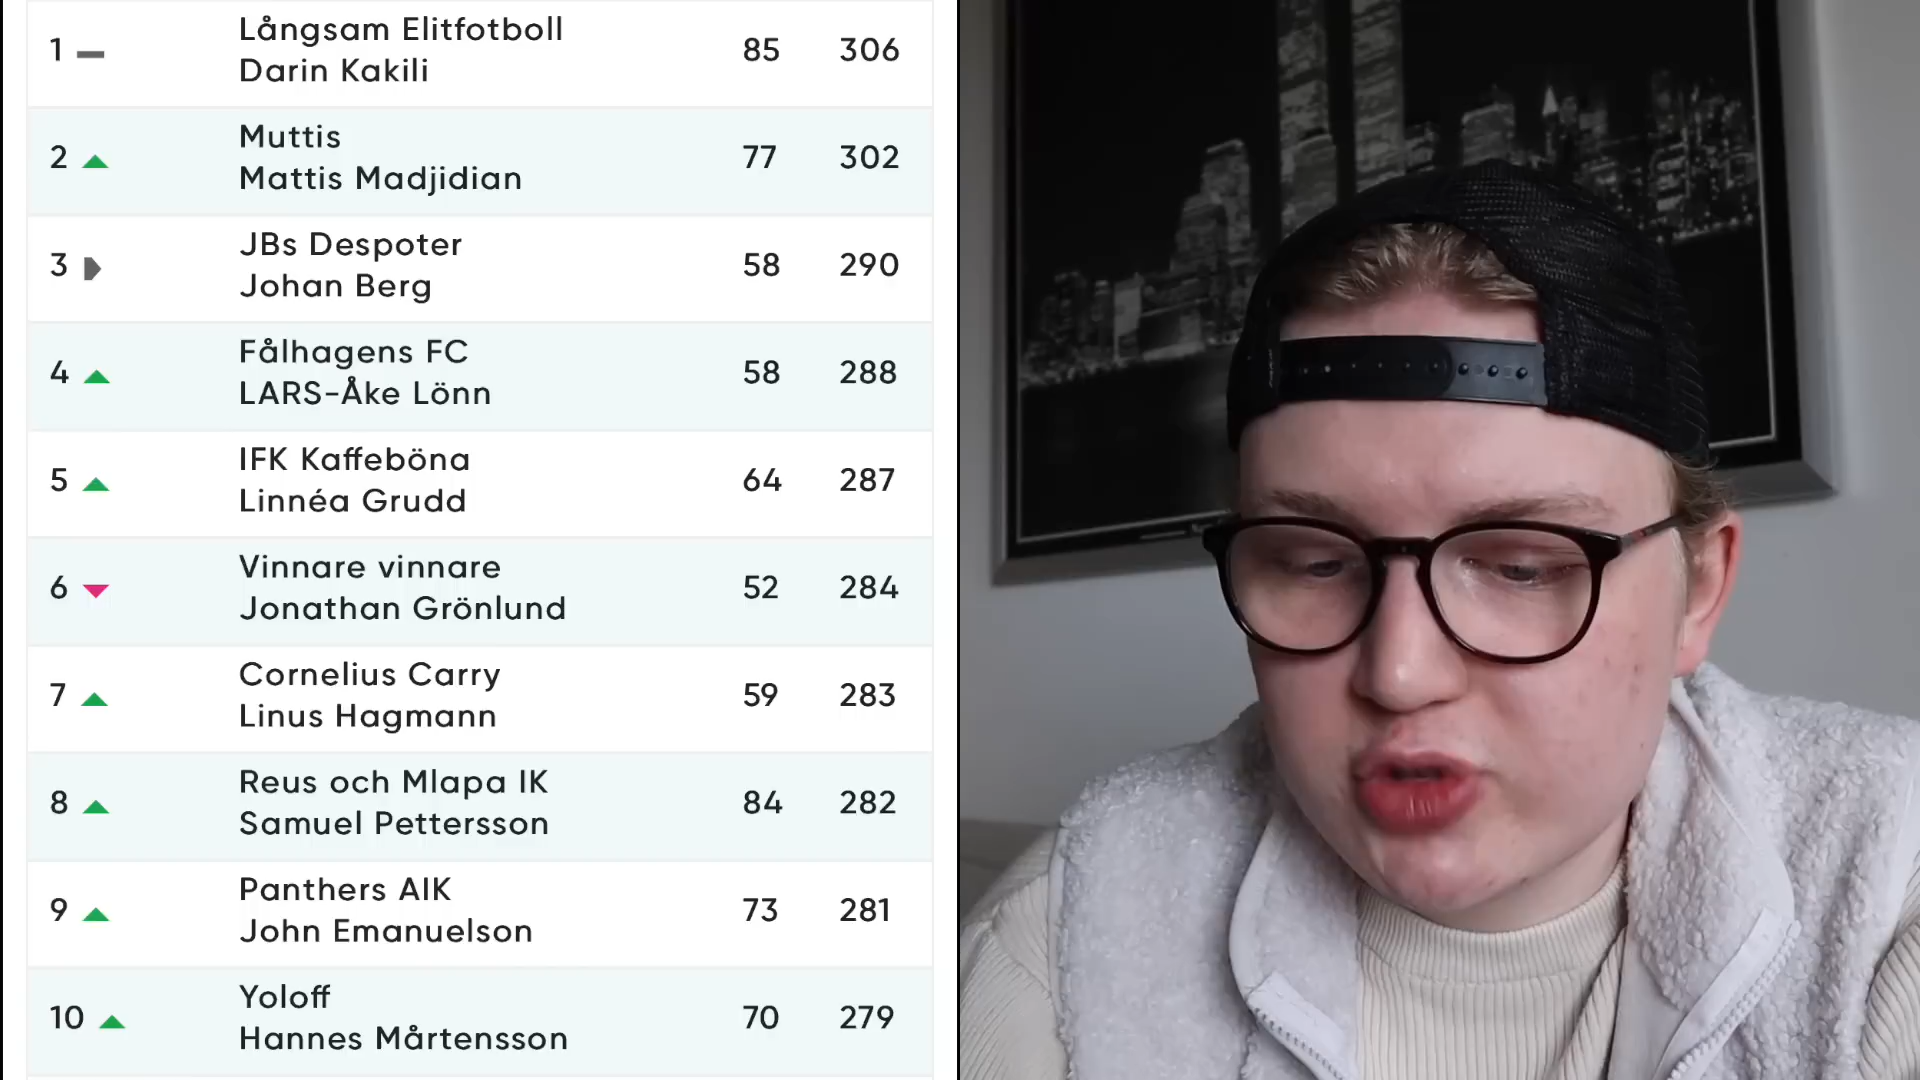 1 Långsam Elitfotboll 85 306
Darin Kakili
2 Muttis 77 302
Mattis Madjidian
3 JBs Despoter 58 290
Johan Berg
4 Fålhagens FC 58 288
LARS-Åke Lönn
5 IFK Kaffeböna 64 287
Linnéa Grudd
6 Vinnare vinnare 52 284
Jonathan Grönlund
7 Cornelius Carry 59 283
Linus Hagmann
8 Reus och Mlapa IK 84 282
Samuel Pettersson
9 Panthers AIK 73 281
John Emanuelson
10 Yoloff 70 279
Hannes Mårtensson